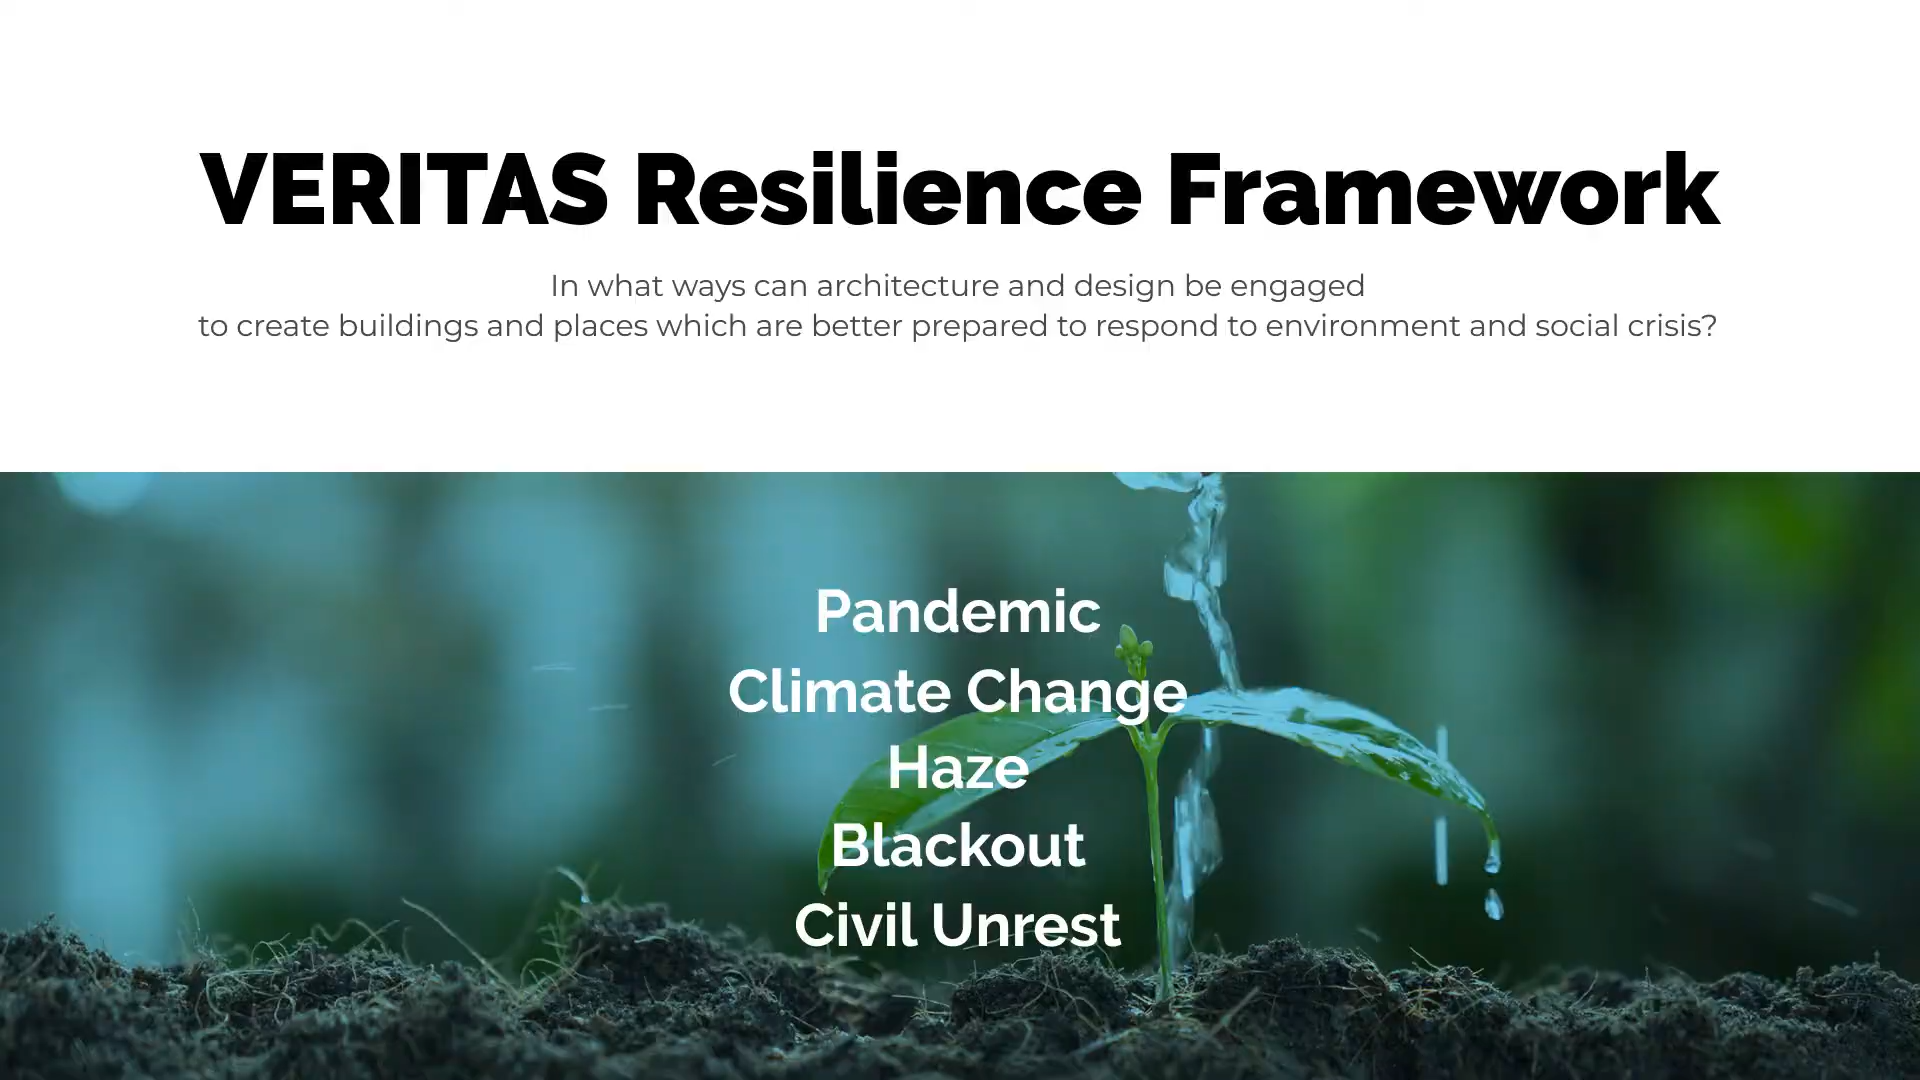 VERITAS Resilience Framework
In what ways can architecture and design be engaged
to create buildings and places which are better prepared to respond to environment and social crisis?
Pandemic
Climate Change
Haze
Blackout
Civil Unrest